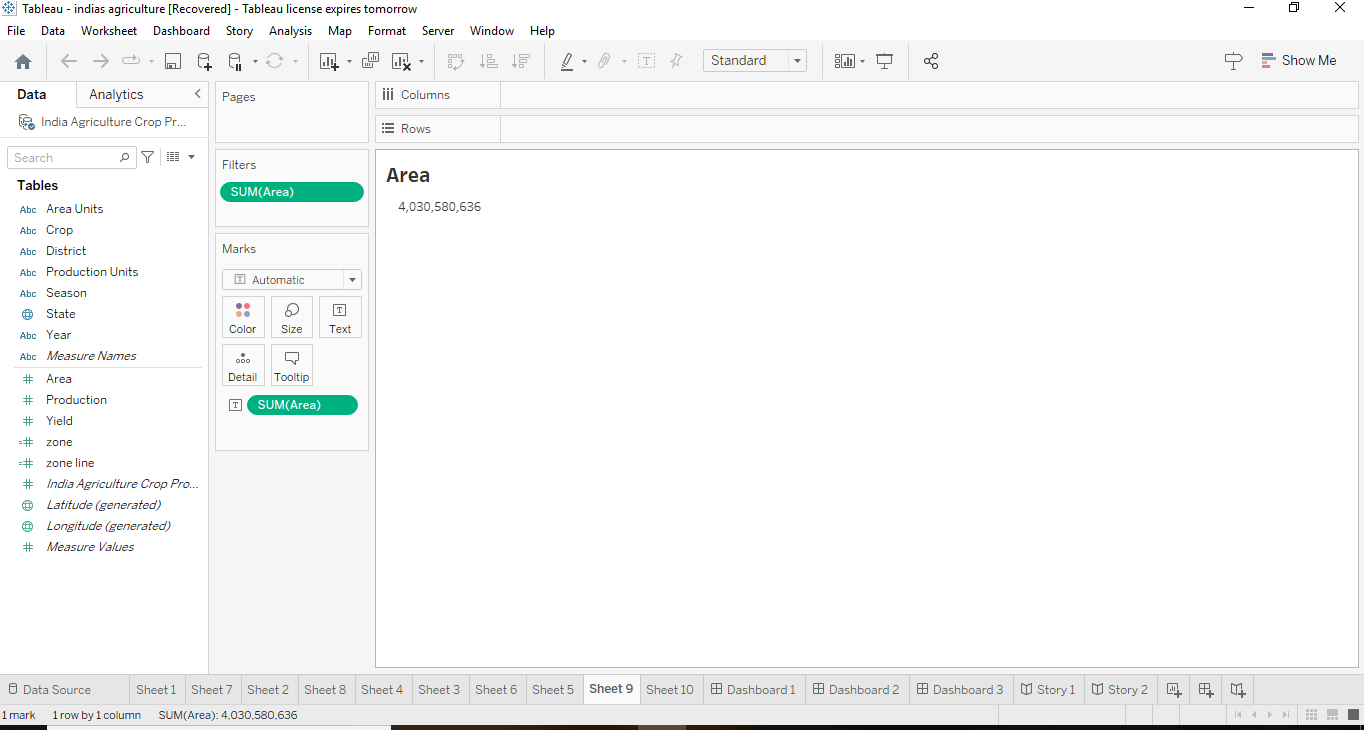 Tableau - indias agriculture [Recovered] - Tableau license expires tomorrow
File Data Worksheet Dashboard Story Analysis Map Format Server Window Help
Standard
Show Me
Data Analytics
India Agriculture Crop Pr...
Search
Tables
Abc Area Units
Abc Crop
Abc District
Abc Production Units
Abc Season
State
Abc Year
Abc Measure Names
# Area
# Production
# Yield
=# zone
=# zone line
# India Agriculture Crop Pro...
Latitude (generated)
Longitude (generated)
# Measure Values
Pages
Filters
SUM(Area)
Marks
T Automatic
Color Size T Text
Detail Tooltip
T SUM(Area)
Columns
Rows
Area
4,030,580,636
Data Source Sheet 1 Sheet 7 Sheet 2 Sheet 8 Sheet 4 Sheet 3 Sheet 6 Sheet 5 Sheet 9 Sheet 10 Dashboard 1 Dashboard 2 Dashboard 3 Story 1 Story 2
1 mark 1 row by 1 column SUM(Area): 4,030,580,636